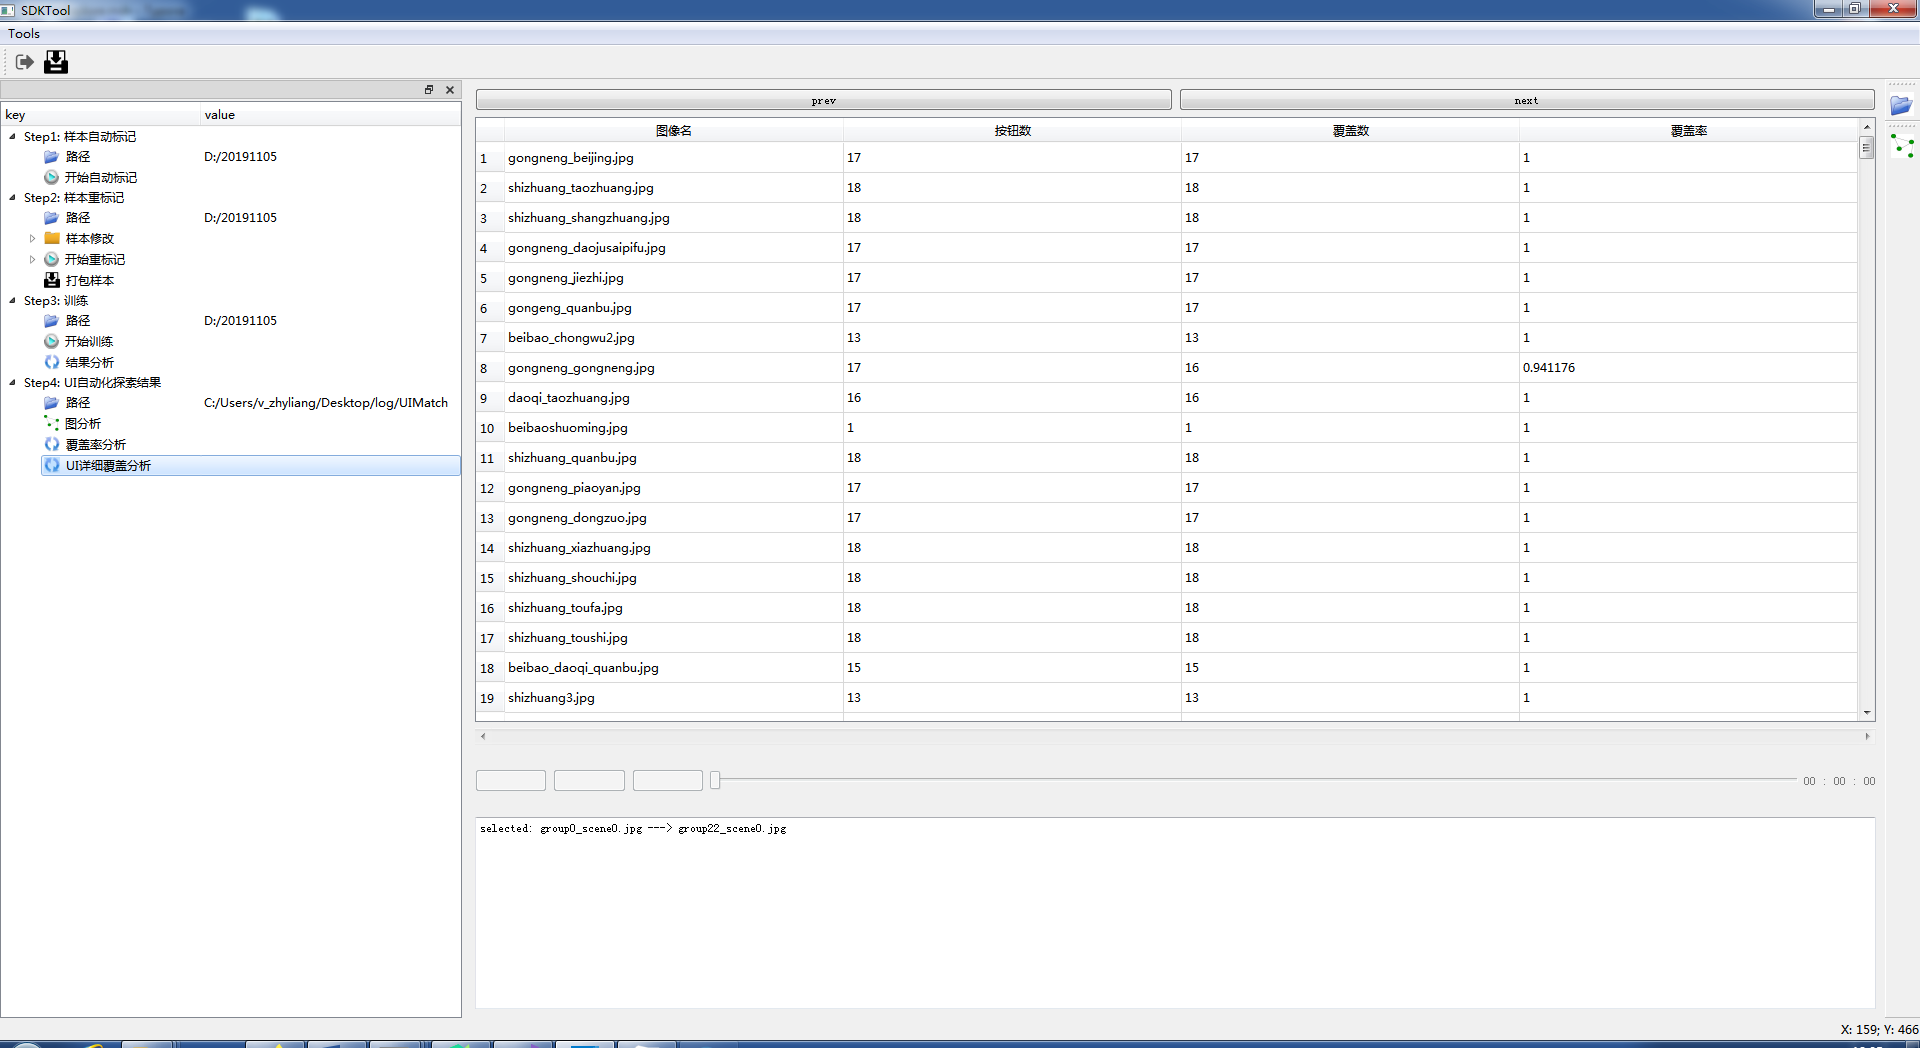 SDKTool
Tools
key value
Step1: 样本自动标记
路径 D:/20191105
开始自动标记
Step2: 样本重标记
路径 D:/20191105
样本修改
开始重标记
打包样本
Step3: 训练
路径 D:/20191105
开始训练
结果分析
Step4: UI自动化探索结果
路径 C:/Users/v_zhyliang/Desktop/log/UIMatch
图分析
覆盖率分析
UI详细覆盖分析
prev next
图像名 按钮数 覆盖数 覆盖率
1 gongneng_beijing.jpg 17 17 1
2 shizhuang_taozhuang.jpg 18 18 1
3 shizhuang_shangzhuang.jpg 18 18 1
4 gongneng_daojusaipifu.jpg 17 17 1
5 gongneng_jiezhi.jpg 17 17 1
6 gongeng_quanbu.jpg 17 17 1
7 beibao_chongwu2.jpg 13 13 1
8 gongneng_gongneng.jpg 17 16 0.941176
9 daoqi_taozhuang.jpg 16 16 1
10 beibaoshuoming.jpg 1 1 1
11 shizhuang_quanbu.jpg 18 18 1
12 gongneng_piaoyan.jpg 17 17 1
13 gongneng_dongzuo.jpg 17 17 1
14 shizhuang_xiazhuang.jpg 18 18 1
15 shizhuang_shouchi.jpg 18 18 1
16 shizhuang_toufa.jpg 18 18 1
17 shizhuang_toushi.jpg 18 18 1
18 beibao_daoqi_quanbu.jpg 15 15 1
19 shizhuang3.jpg 13 13 1
00 : 00 : 00
selected: group0_scene0.jpg ---> group22_scene0.jpg
X: 159; Y: 466